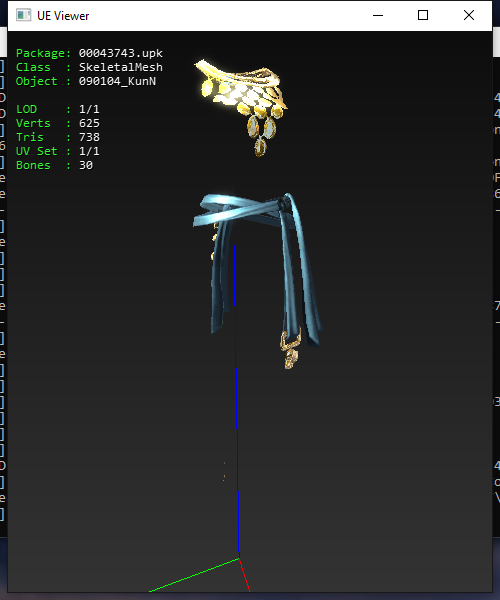 UE Viewer
Package: 00043743.upk
Class  : SkeletalMesh
Object : 090104_KunN
LOD    : 1/1
Verts  : 625
Tris   : 738
UV Set : 1/1
Bones  : 30